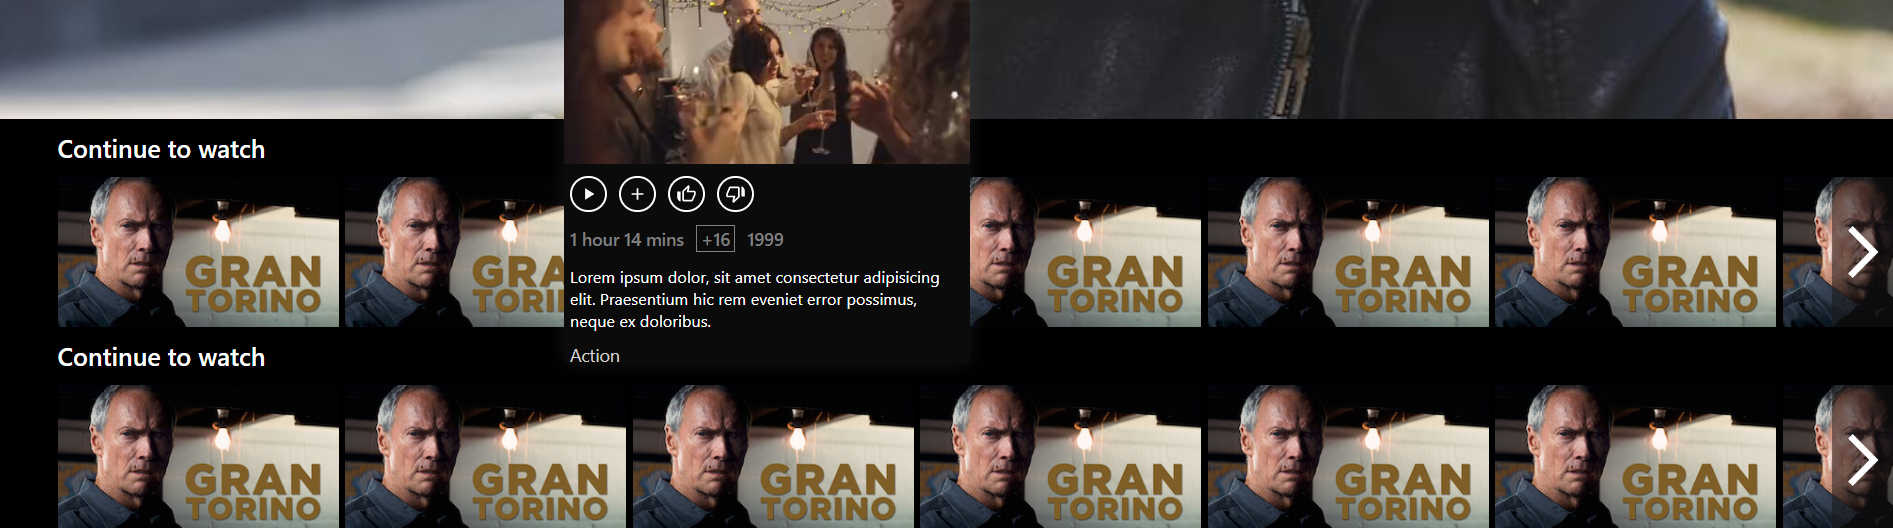 Continue to watch
GRAN
TORINO
GRAN
TORI
1 hour 14 mins +16 1999
Lorem ipsum dolor, sit amet consectetur adipisicing
elit. Praesentium hic rem eveniet error possimus,
neque ex doloribus.
Action
GRAN
TORINO
GRAN
TORINO
GRAN
TORINO
Continue to watch
GRAN
TORINO
GRAN
TORINO
GRAN
TORINO
GRAN
TORINO
GRAN
TORINO
GRAN
TORINO